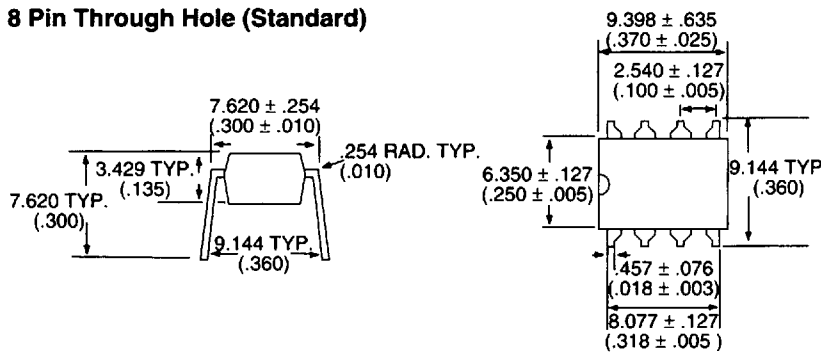 8 Pin Through Hole (Standard)
7.620 ± .254
(.300 ± .010)
3.429 TYP.
(.135)
.254 RAD. TYP.
(.010)
7.620 TYP.
(.300)
9.144 TYP.
(.360)
9.398 ± .635
(.370 ± .025)
2.540 ± .127
(.100 ± .005)
6.350 ± .127
(.250 ± .005)
9.144 TYP
(.360)
.457 ± .076
(.018 ± .003)
8.077 ± .127
(.318 ± .005 )